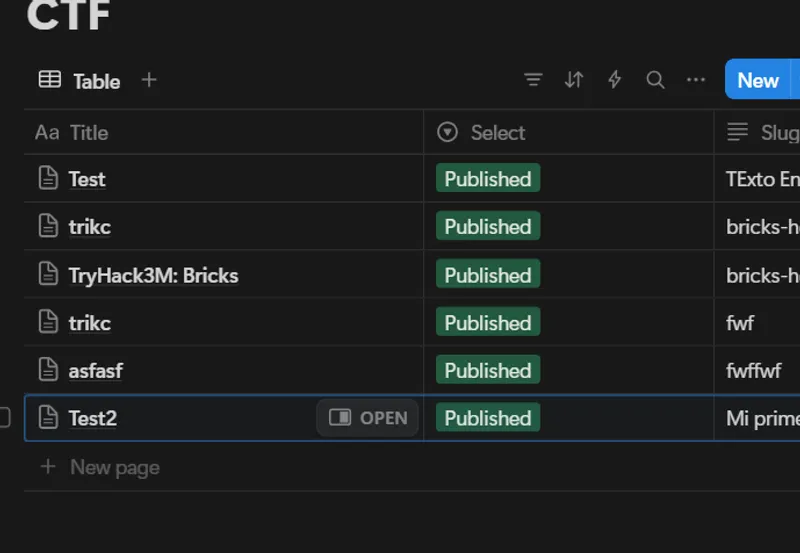 CTF
Table
New
Aa Title Select Slug
Test Published TExto En
trikc Published bricks-h
TryHack3M: Bricks Published bricks-h
trikc Published fwf
asfasf Published fwffwf
Test2 OPEN Published Mi prime
New page